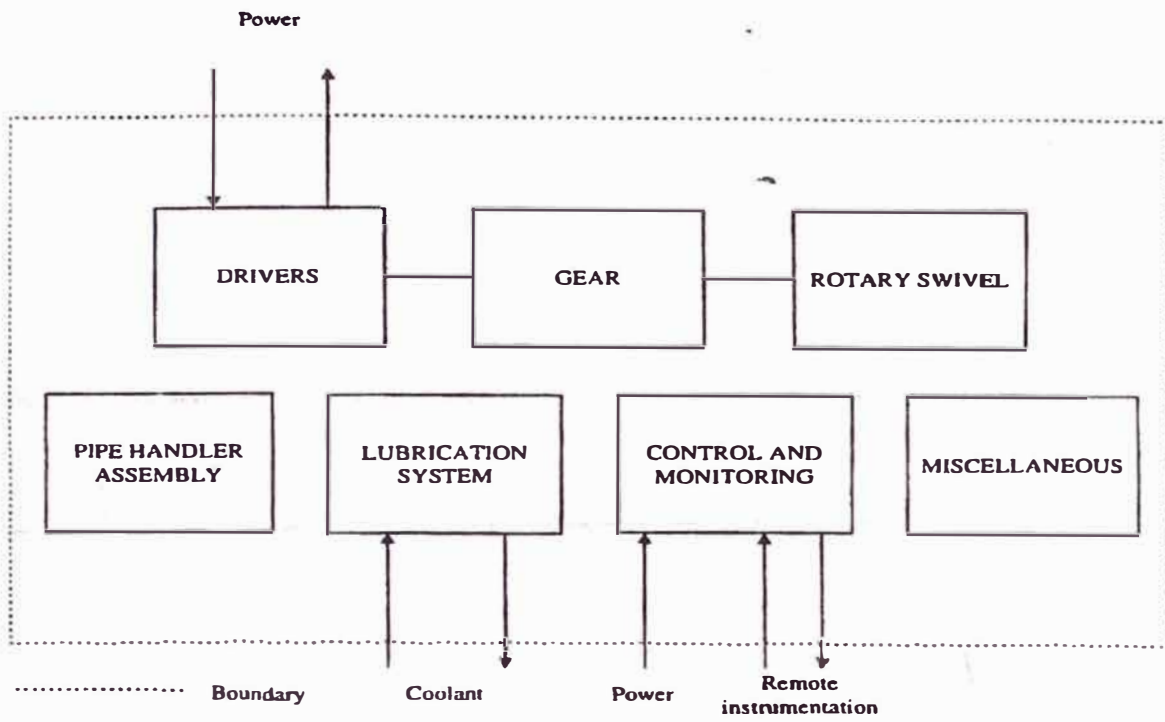 Power
DRIVERS
GEAR
ROTARY SWIVEL
PIPE HANDLER
ASSEMBLY
LUBRICATION
SYSTEM
CONTROL AND
MONITORING
MISCELLANEOUS
Boundary
Coolant
Power
Remote
instrumentation